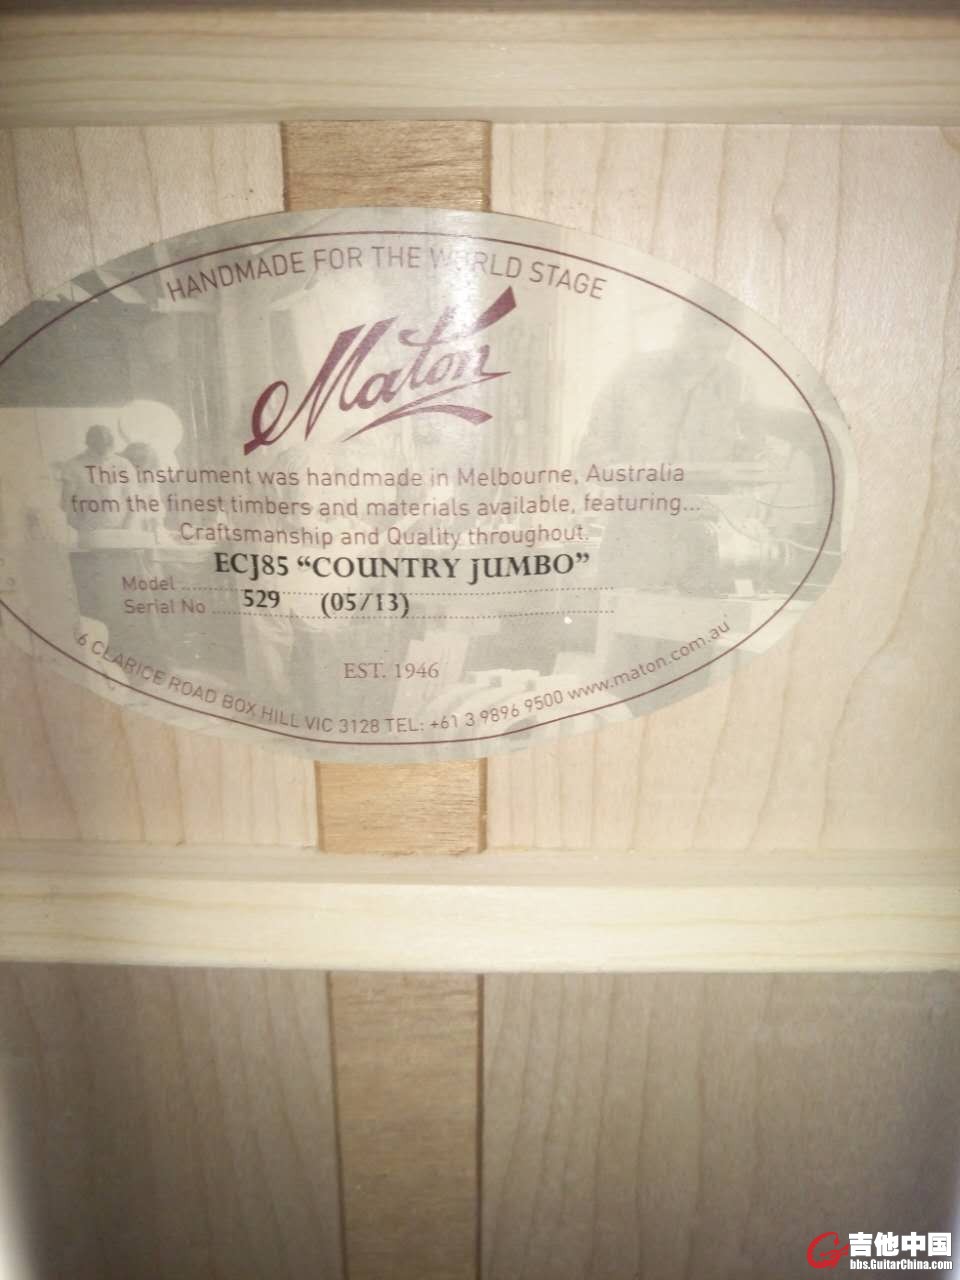 HANDMADE FOR THE WORLD STAGE
Maton
This instrument was handmade in Melbourne, Australia
from the finest timbers and materials available, featuring...
Craftsmanship and Quality throughout.
Model ECJ85 “COUNTRY JUMBO”
Serial No 529 (05/13)
EST. 1946
6 CLARICE ROAD BOX HILL VIC 3128 TEL: +61 3 9896 9500 www.maton.com.au
吉他中国
bbs.GuitarChina.com